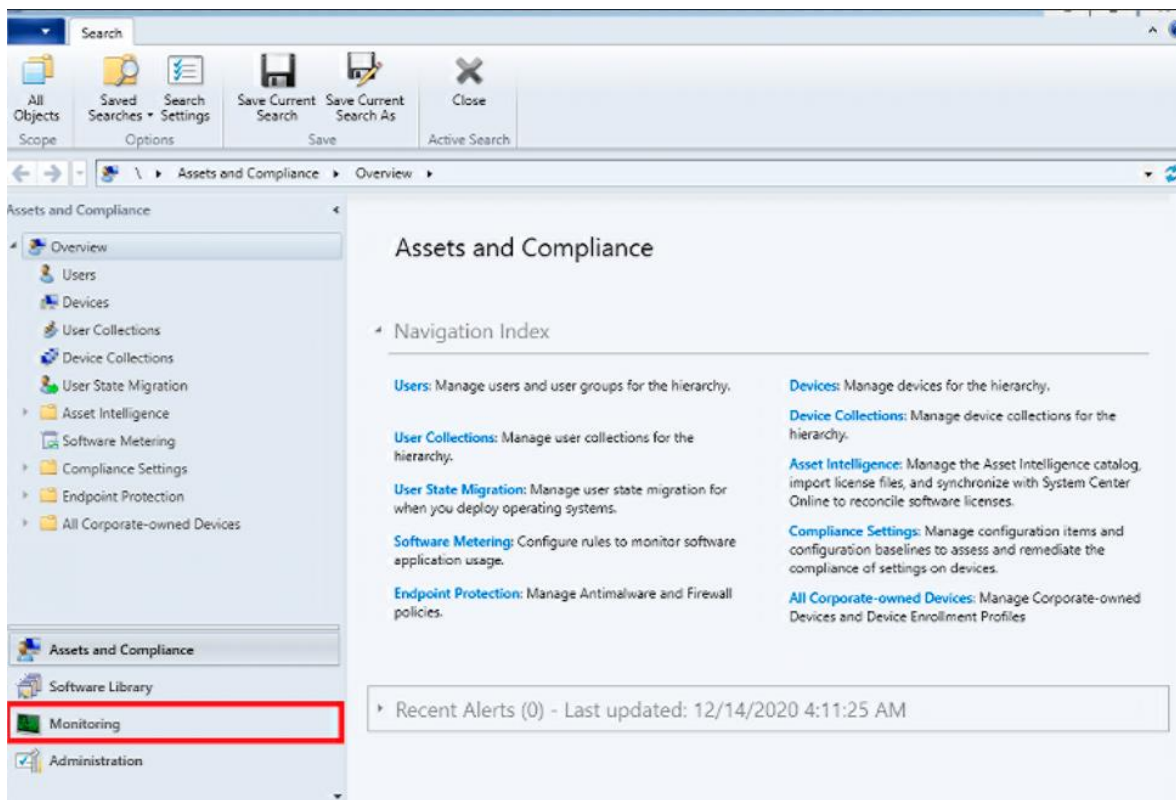 Search
All Objects
Saved Searches
Search Settings
Save Current Search
Save Current Search As
Close
Scope
Options
Save
Active Search
\ Assets and Compliance Overview
Assets and Compliance
Overview
Users
Devices
User Collections
Device Collections
User State Migration
Asset Intelligence
Software Metering
Compliance Settings
Endpoint Protection
All Corporate-owned Devices
Assets and Compliance
Software Library
Monitoring
Administration
Assets and Compliance
Navigation Index
Users: Manage users and user groups for the hierarchy.
User Collections: Manage user collections for the
hierarchy.
User State Migration: Manage user state migration for
when you deploy operating systems.
Software Metering: Configure rules to monitor software
application usage.
Endpoint Protection: Manage Antimalware and Firewall
policies.
Devices: Manage devices for the hierarchy.
Device Collections: Manage device collections for the
hierarchy.
Asset Intelligence: Manage the Asset Intelligence catalog,
import license files, and synchronize with System Center
Online to reconcile software licenses.
Compliance Settings: Manage configuration items and
configuration baselines to assess and remediate the
compliance of settings on devices.
All Corporate-owned Devices: Manage Corporate-owned
Devices and Device Enrollment Profiles
Recent Alerts (0) - Last updated: 12/14/2020 4:11:25 AM